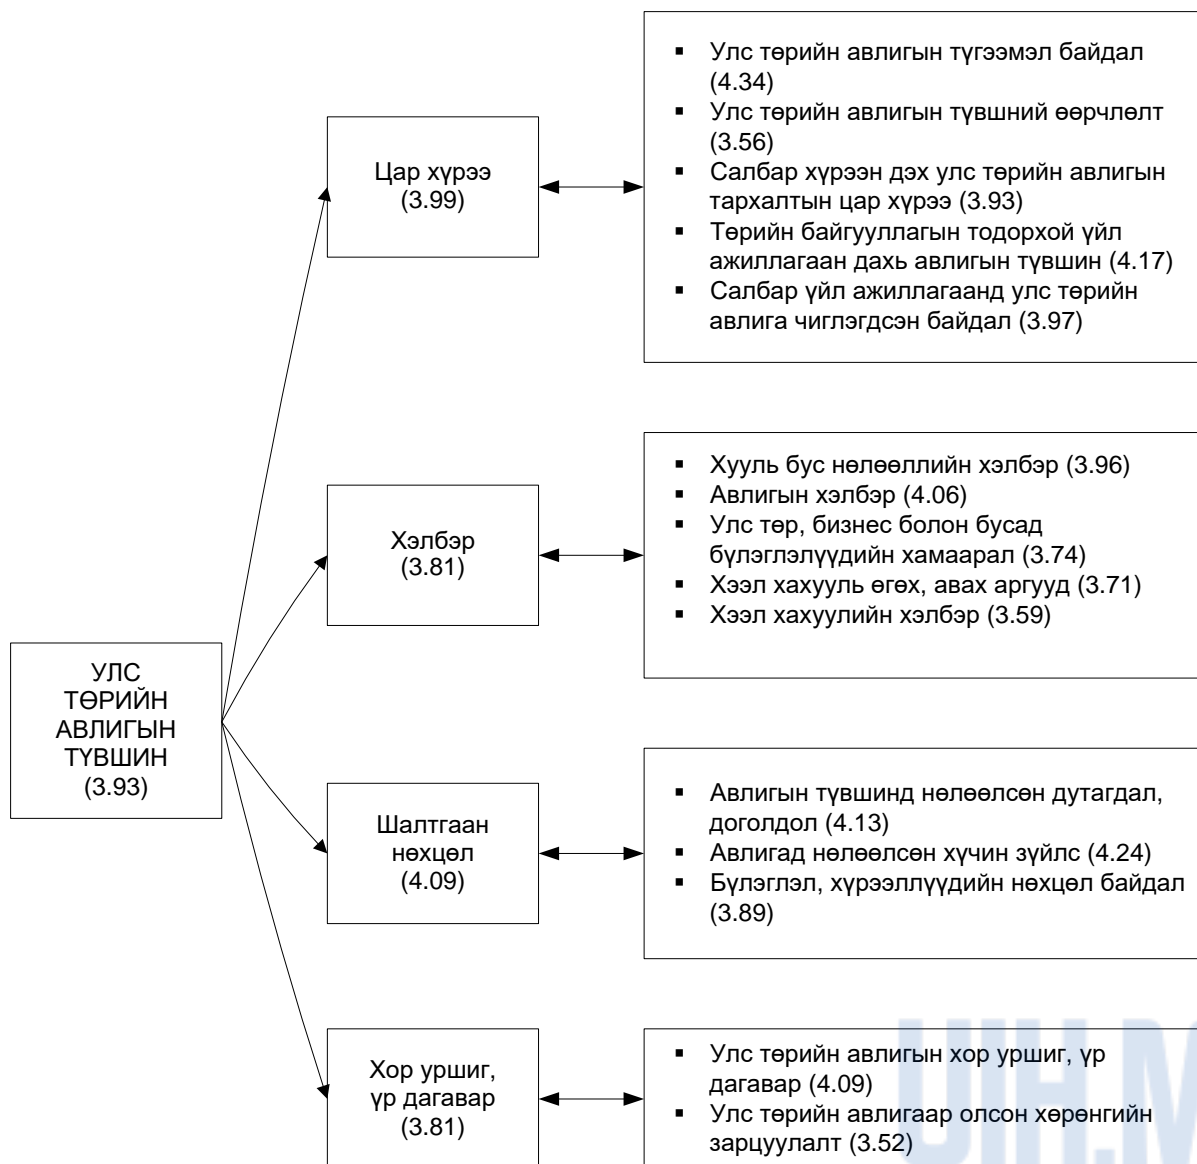 УЛС
ТӨРИЙН
АВЛИГЫН
ТҮВШИН
(3.93)
Цар хүрээ
(3.99)
▪ Улс төрийн авлигын түгээмэл байдал
(4.34)
▪ Улс төрийн авлигын түвшний өөрчлөлт
(3.56)
▪ Салбар хүрээн дэх улс төрийн авлигын
тархалтын цар хүрээ (3.93)
▪ Төрийн байгууллагын тодорхой үйл
ажиллагаан дахь авлигын түвшин (4.17)
▪ Салбар үйл ажиллагаанд улс төрийн
авлига чиглэгдсэн байдал (3.97)
Хэлбэр
(3.81)
▪ Хууль бус нөлөөллийн хэлбэр (3.96)
▪ Авлигын хэлбэр (4.06)
▪ Улс төр, бизнес болон бусад
бүлэглэлүүдийн хамаарал (3.74)
▪ Хээл хахууль өгөх, авах аргууд (3.71)
▪ Хээл хахуулийн хэлбэр (3.59)
Шалтгаан
нөхцөл
(4.09)
▪ Авлигын түвшинд нөлөөлсөн дутагдал,
доголдол (4.13)
▪ Авлигад нөлөөлсөн хүчин зүйлс (4.24)
▪ Бүлэглэл, хүрээллүүдийн нөхцөл байдал
(3.89)
Хор уршиг,
үр дагавар
(3.81)
▪ Улс төрийн авлигын хор уршиг, үр
дагавар (4.09)
▪ Улс төрийн авлигаар олсон хөрөнгийн
зарцуулалт (3.52)
UIH.M